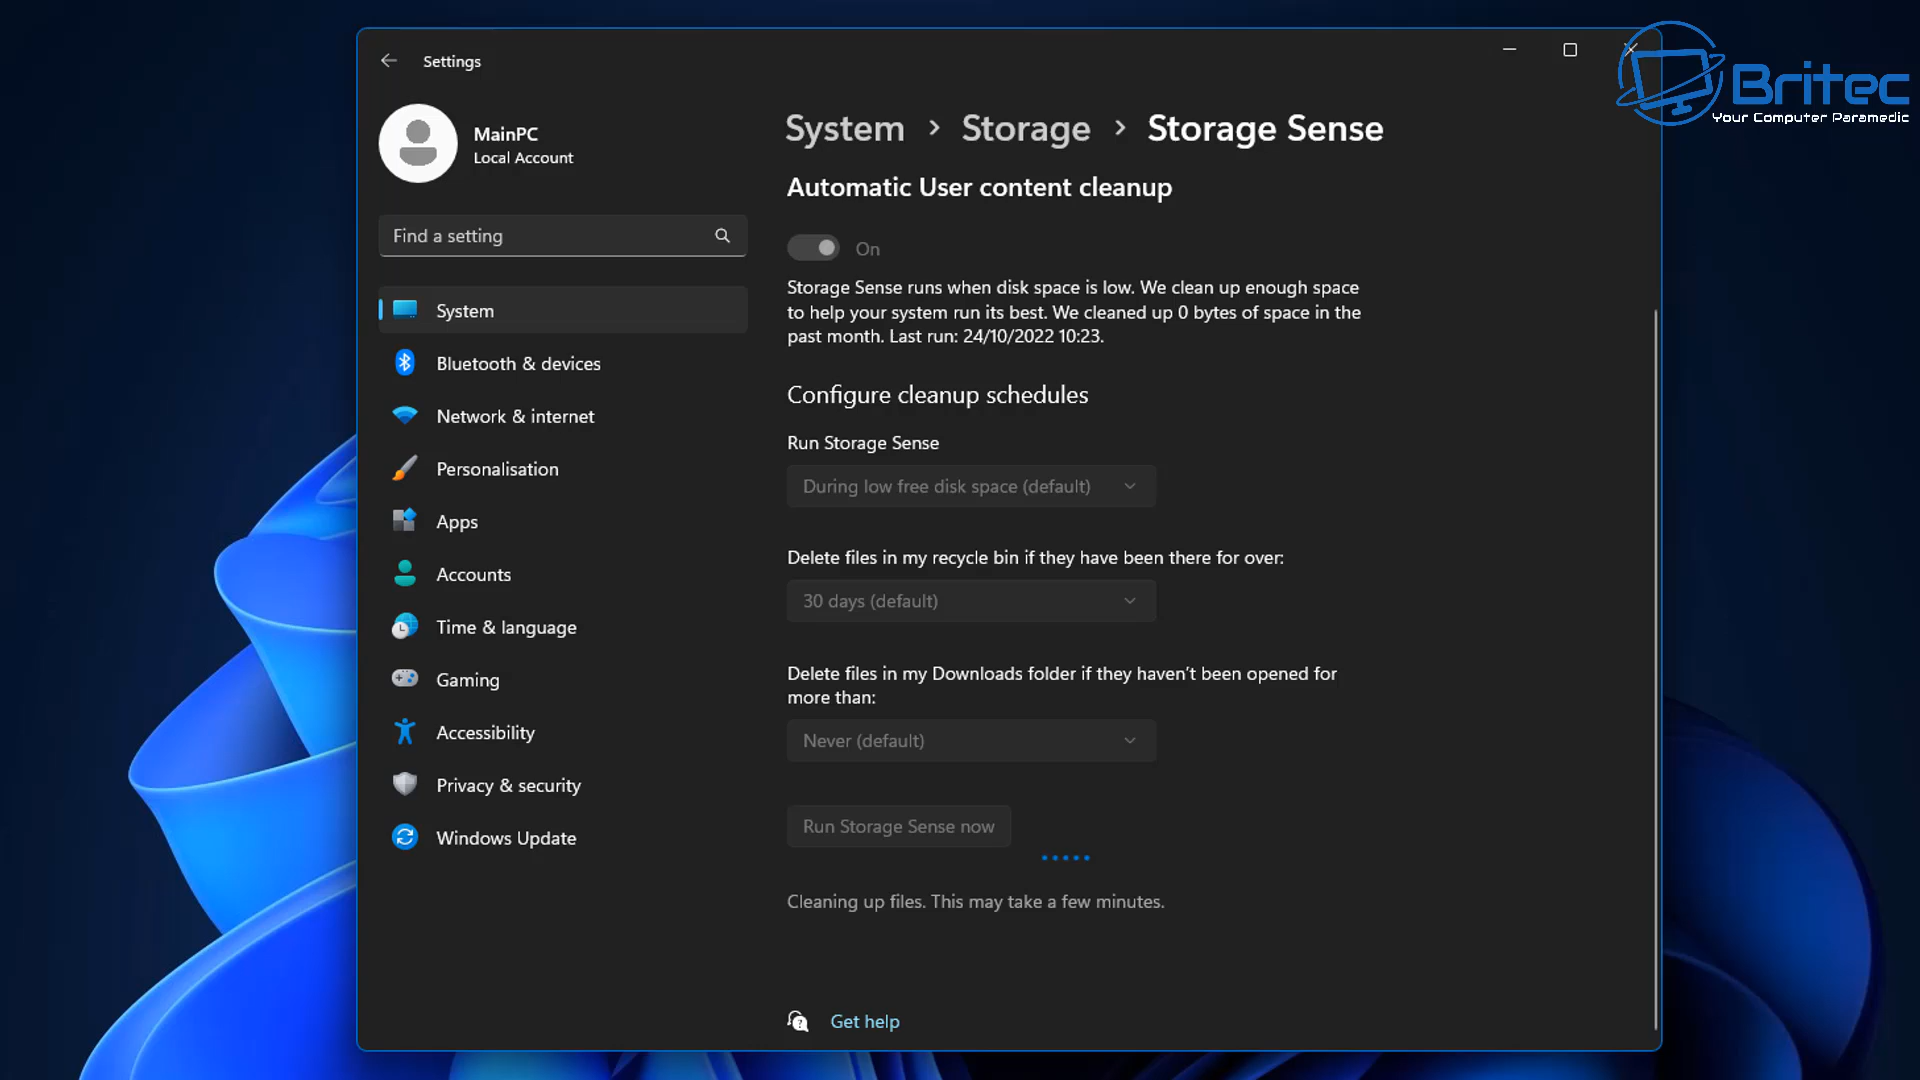 Settings
Britec
Your Computer Paramedic
MainPC
Local Account
Find a setting
System
Bluetooth & devices
Network & internet
Personalisation
Apps
Accounts
Time & language
Gaming
Accessibility
Privacy & security
Windows Update
System > Storage > Storage Sense
Automatic User content cleanup
On
Storage Sense runs when disk space is low. We clean up enough space
to help your system run its best. We cleaned up 0 bytes of space in the
past month. Last run: 24/10/2022 10:23.
Configure cleanup schedules
Run Storage Sense
During low free disk space (default)
Delete files in my recycle bin if they have been there for over:
30 days (default)
Delete files in my Downloads folder if they haven't been opened for
more than:
Never (default)
Run Storage Sense now
Cleaning up files. This may take a few minutes.
Get help